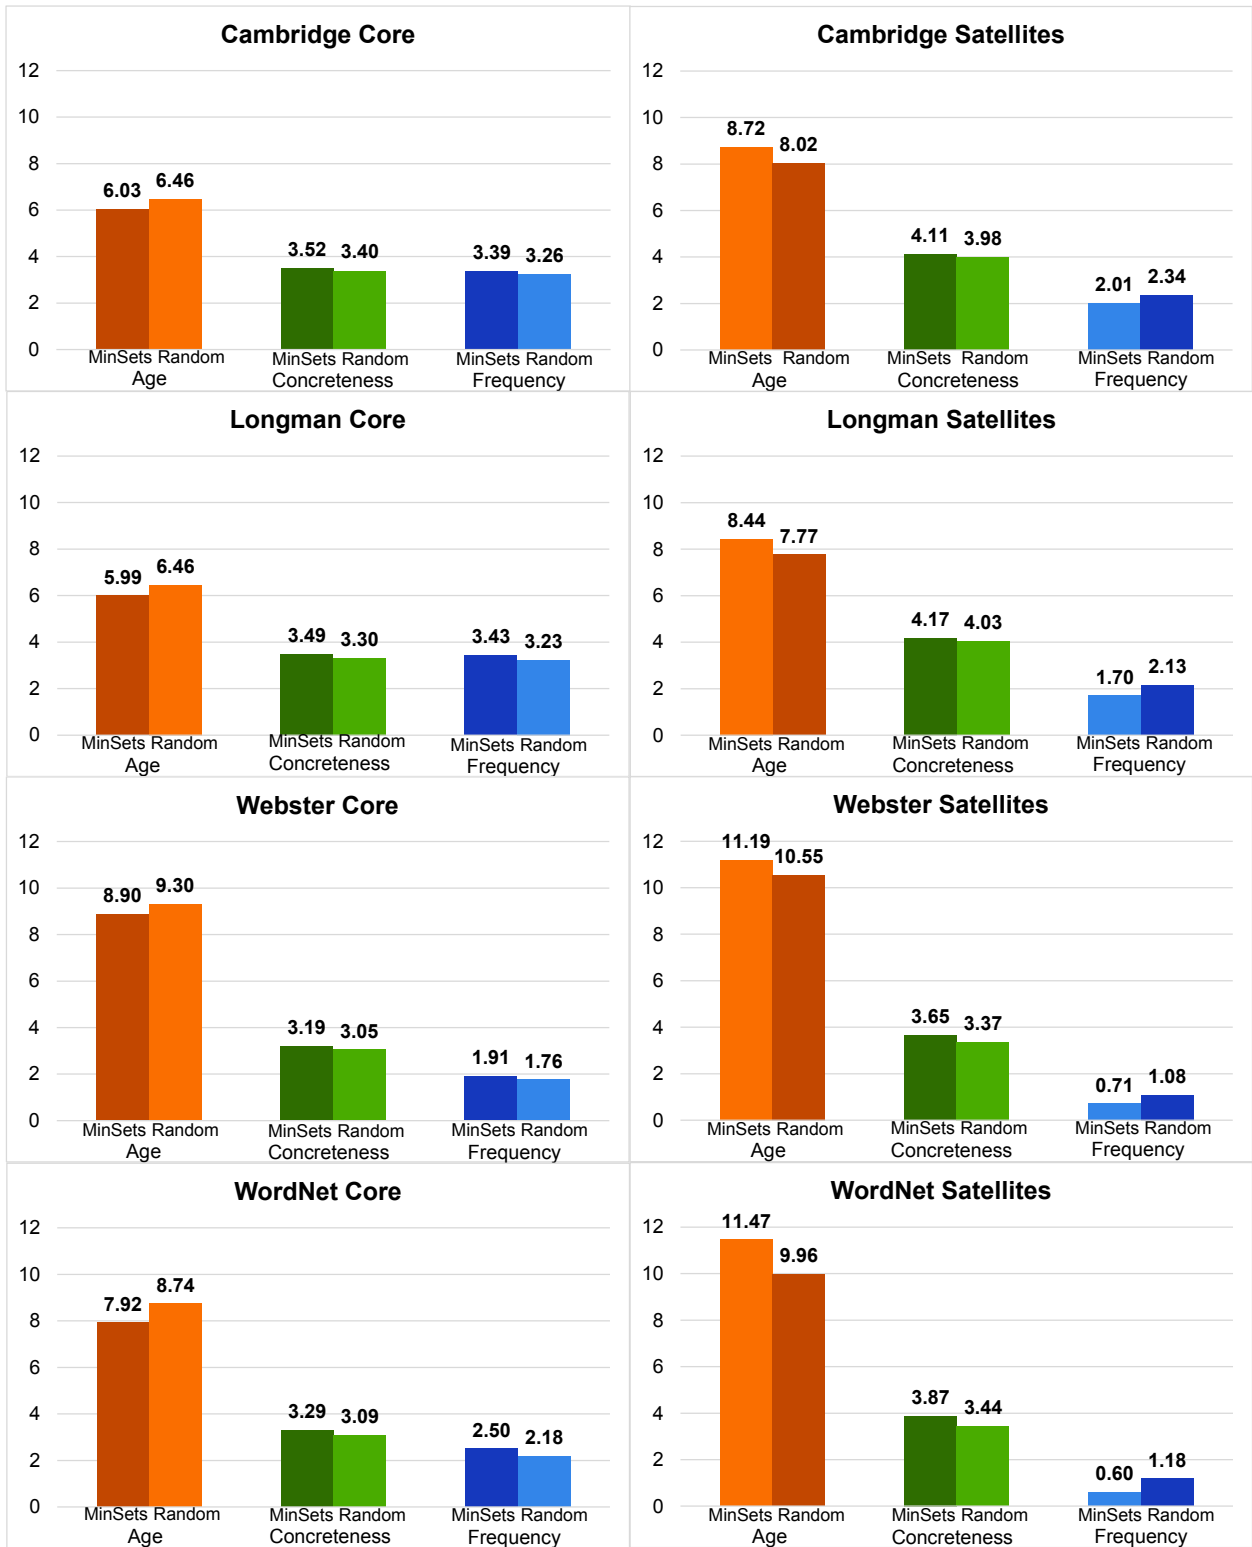 Cambridge Core
12
10
8
6
4
2
0
6.03 6.46
3.52 3.40
3.39 3.26
MinSets Random
Age
MinSets Random
Concreteness
MinSets Random
Frequency
Cambridge Satellites
12
10
8
6
4
2
0
8.72 8.02
4.11 3.98
2.01 2.34
MinSets Random
Age
MinSets Random
Concreteness
MinSets Random
Frequency
Longman Core
12
10
8
6
4
2
0
5.99 6.46
3.49 3.30
3.43 3.23
MinSets Random
Age
MinSets Random
Concreteness
MinSets Random
Frequency
Longman Satellites
12
10
8
6
4
2
0
8.44 7.77
4.17 4.03
1.70 2.13
MinSets Random
Age
MinSets Random
Concreteness
MinSets Random
Frequency
Webster Core
12
10
8
6
4
2
0
8.90 9.30
3.19 3.05
1.91 1.76
MinSets Random
Age
MinSets Random
Concreteness
MinSets Random
Frequency
Webster Satellites
12
10
8
6
4
2
0
11.19 10.55
3.65 3.37
0.71 1.08
MinSets Random
Age
MinSets Random
Concreteness
MinSets Random
Frequency
WordNet Core
12
10
8
6
4
2
0
7.92 8.74
3.29 3.09
2.50 2.18
MinSets Random
Age
MinSets Random
Concreteness
MinSets Random
Frequency
WordNet Satellites
12
10
8
6
4
2
0
11.47 9.96
3.87 3.44
0.60 1.18
MinSets Random
Age
MinSets Random
Concreteness
MinSets Random
Frequency